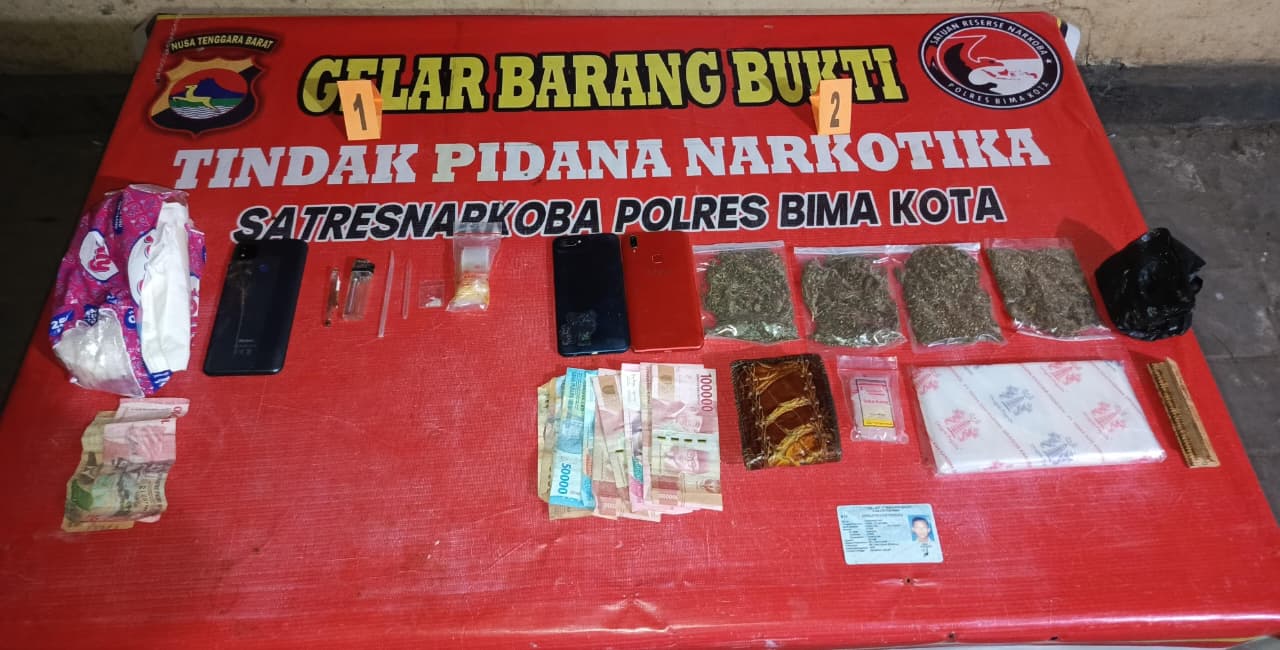 NUSA TENGGARA BARAT
GELAR BARANG BUKTI
SATUAN RESERSE NARKOBA
POLRES BIMA KOTA
1
2
TINDAK PIDANA NARKOTIKA
SATRESNARKOBA POLRES BIMA KOTA
100000
50000